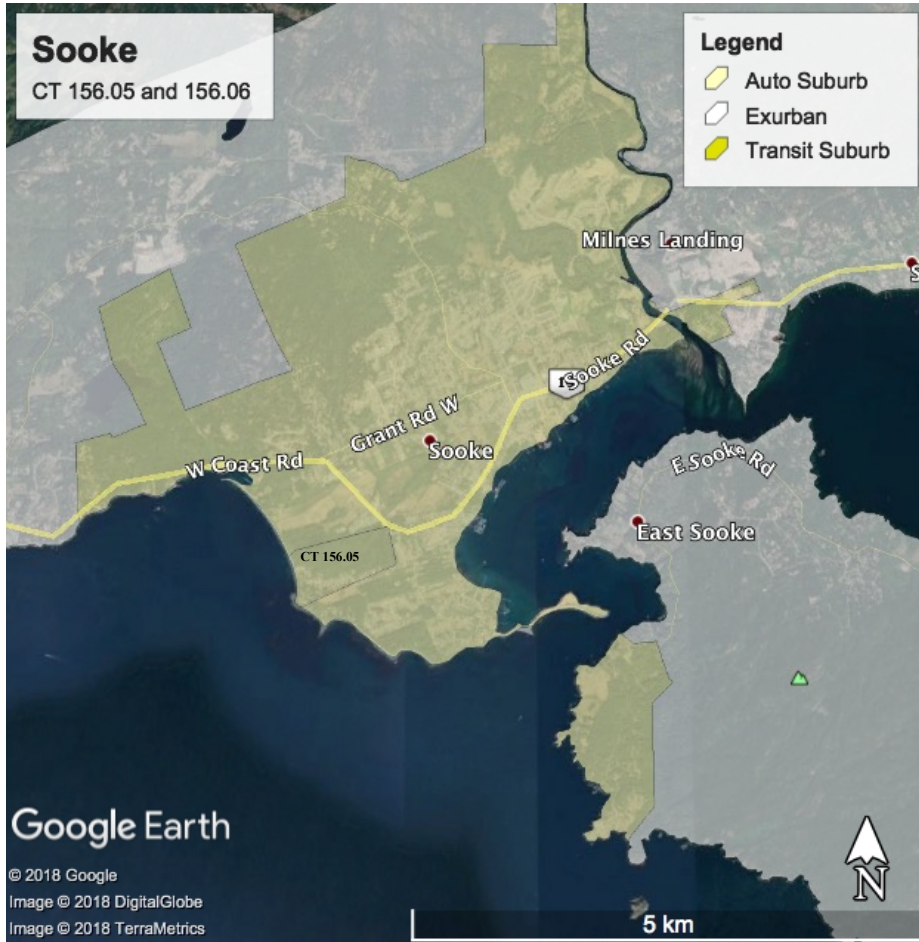 Sooke
CT 156.05 and 156.06
Legend
Auto Suburb
Exurban
Transit Suburb
Milnes Landing
Sooke Rd
Grant Rd W
Sooke
W Coast Rd
E Sooke Rd
East Sooke
CT 156.05
Google Earth
© 2018 Google
Image © 2018 DigitalGlobe
Image © 2018 TerraMetrics
N
5 km